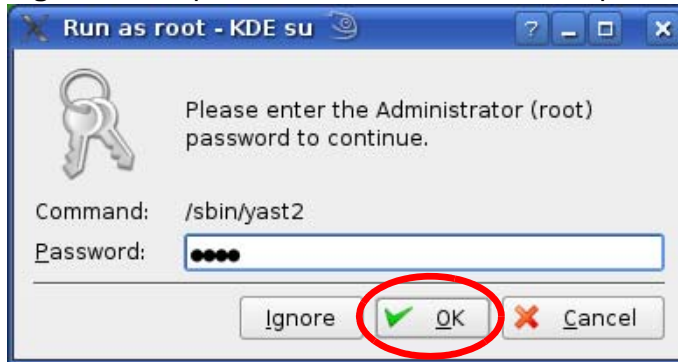 Run as root - KDE su
?
Please enter the Administrator (root)
password to continue.
Command: /sbin/yast2
Password: ●●●●
Ignore OK Cancel